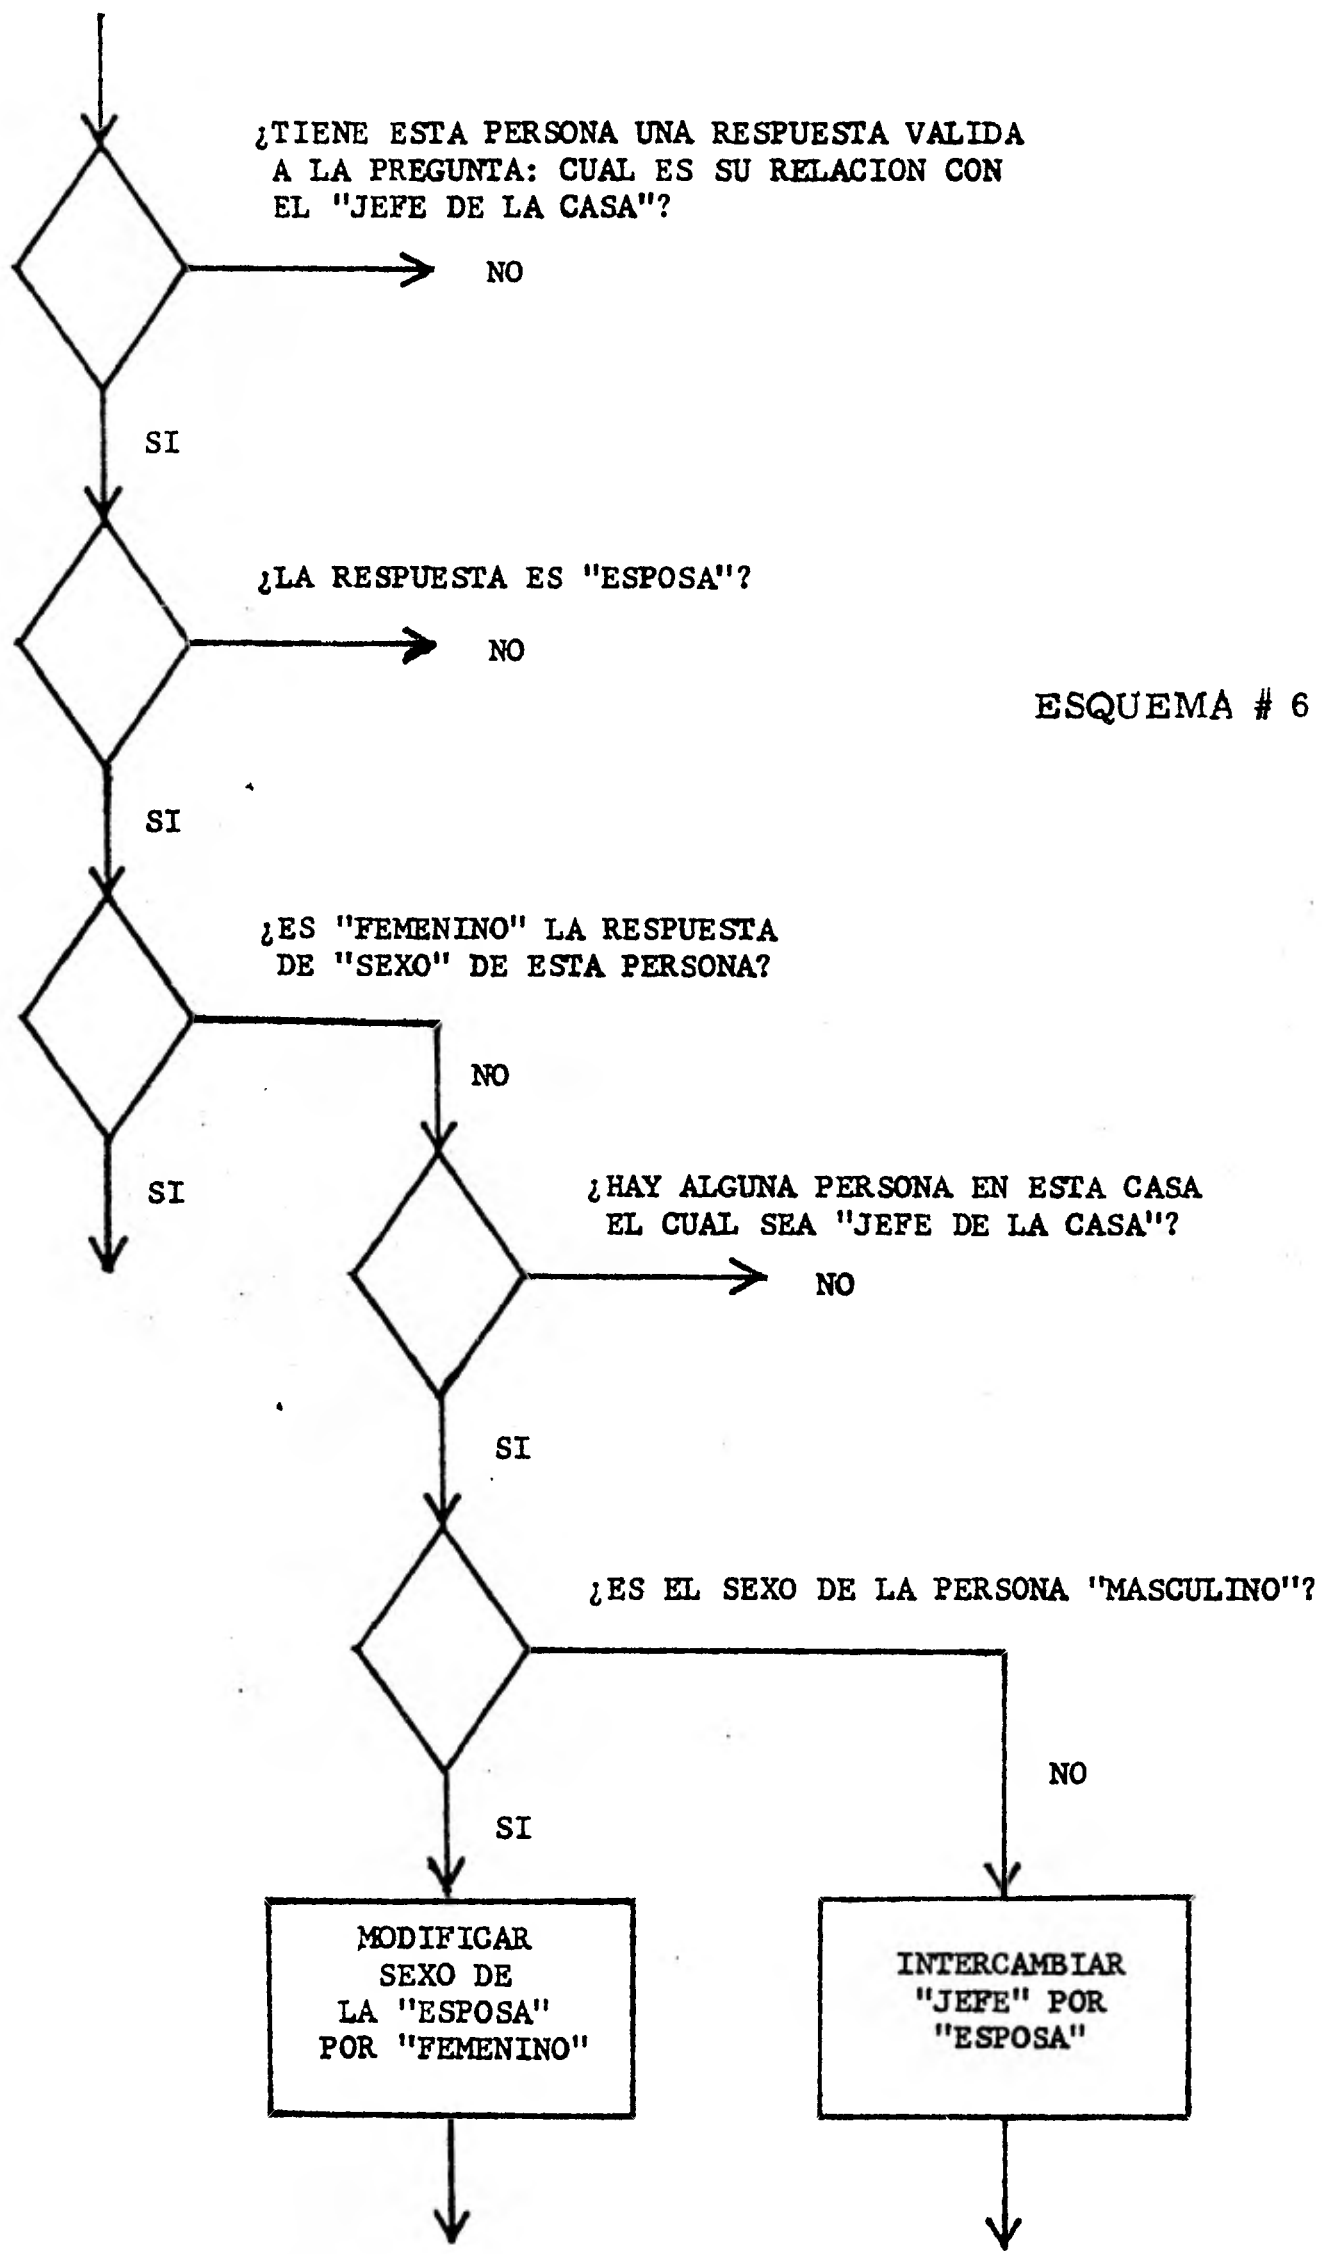 ¿TIENE ESTA PERSONA UNA RESPUESTA VALIDA
A LA PREGUNTA: CUAL ES SU RELACION CON
EL "JEFE DE LA CASA"?
NO
SI
¿LA RESPUESTA ES "ESPOSA"?
NO
ESQUEMA # 6
SI
¿ES "FEMENINO" LA RESPUESTA
DE "SEXO" DE ESTA PERSONA?
NO
SI
¿HAY ALGUNA PERSONA EN ESTA CASA
EL CUAL SEA "JEFE DE LA CASA"?
NO
SI
¿ES EL SEXO DE LA PERSONA "MASCULINO"?
NO
SI
MODIFICAR
SEXO DE
LA "ESPOSA"
POR "FEMENINO"
INTERCAMBIAR
"JEFE" POR
"ESPOSA"